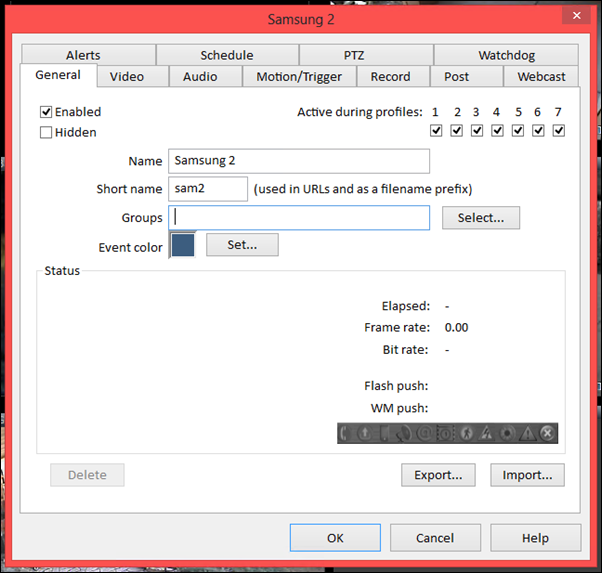 Samsung 2
Alerts Schedule PTZ Watchdog
General Video Audio Motion/Trigger Record Post Webcast
Enabled Active during profiles: 1 2 3 4 5 6 7
Hidden
Name Samsung 2
Short name sam2 (used in URLs and as a filename prefix)
Groups Select...
Event color Set...
Status
Elapsed: -
Frame rate: 0.00
Bit rate: -
Flash push:
WM push:
Delete Export... Import...
OK Cancel Help